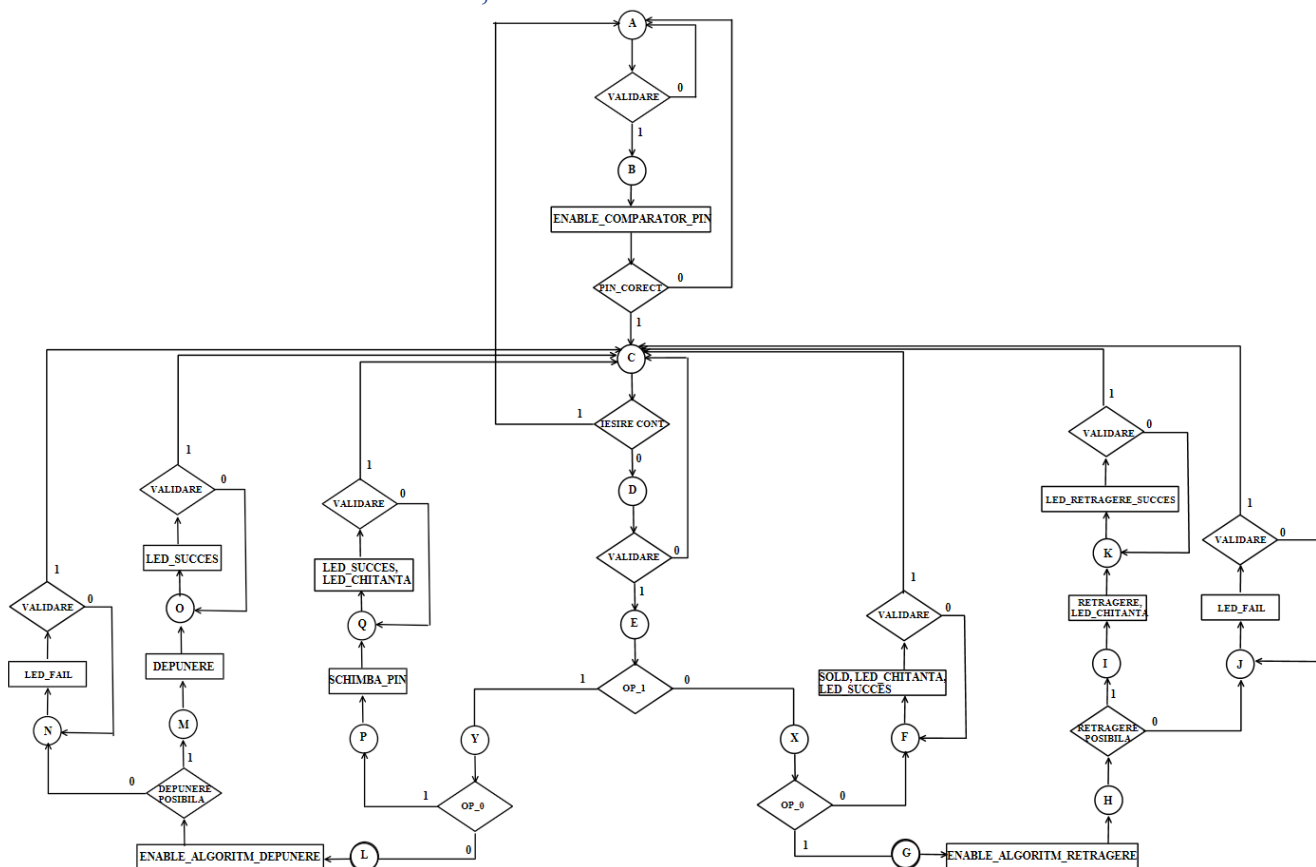 A
0
VALIDARE
1
B
ENABLE_COMPARATOR_PIN
0
PIN_CORECT
1
C
1
IESIRE CONT
0
D
VALIDARE
0
1
E
1
OP_1
0
Y
X
1
OP_0
0
OP_0
0
1
L
G
ENABLE_ALGORITM_DEPUNERE
ENABLE_ALGORITM_RETRAGERE
DEPUNERE
POSIBILA
0
1
N
LED_FAIL
VALIDARE
0
1
M
DEPUNERE
O
LED_SUCCES
VALIDARE
0
1
P
SCHIMBA_PIN
Q
LED_SUCCES,
LED_CHITANTA
VALIDARE
0
1
F
SOLD, LED_CHITANTA,
LED_SUCCES
VALIDARE
0
1
H
RETRAGERE
POSIBILA
0
1
I
RETRAGERE,
LED_CHITANTA
K
LED_RETRAGERE_SUCCES
VALIDARE
0
1
J
LED_FAIL
VALIDARE
0
1